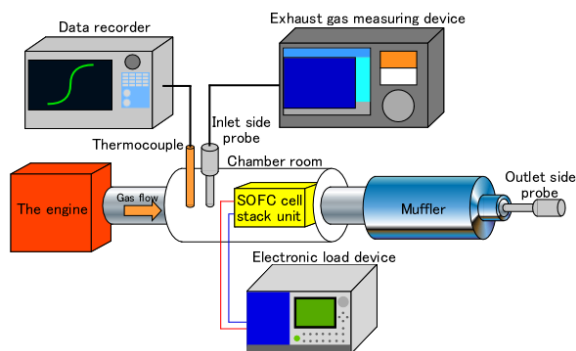 Data recorder
Exhaust gas measuring device
Inlet side
probe
Thermocouple
Chamber room
Outlet side
probe
The engine
Gas flow
SOFC cell
stack unit
Muffler
Electronic load device